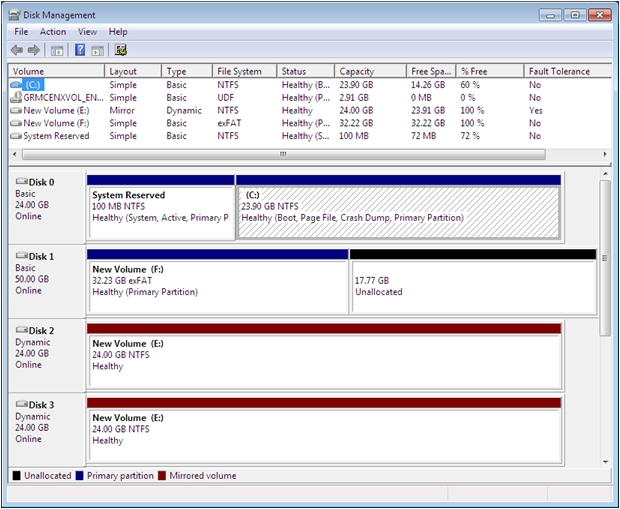 Disk Management
File Action View Help
Volume Layout Type File System Status Capacity Free Spa... % Free Fault Tolerance
(C:) Simple Basic NTFS Healthy (B... 23.90 GB 14.26 GB 60 % No
GRMCENXVOL_EN... Simple Basic UDF Healthy (P... 2.91 GB 0 MB 0 % No
New Volume (E:) Mirror Dynamic NTFS Healthy 24.00 GB 23.91 GB 100 % Yes
New Volume (F:) Simple Basic exFAT Healthy (P... 32.22 GB 32.22 GB 100 % No
System Reserved Simple Basic NTFS Healthy (S... 100 MB 72 MB 72 % No
Disk 0
Basic
24.00 GB
Online
System Reserved
100 MB NTFS
Healthy (System, Active, Primary P
(C:)
23.90 GB NTFS
Healthy (Boot, Page File, Crash Dump, Primary Partition)
Disk 1
Basic
50.00 GB
Online
New Volume (F:)
32.23 GB exFAT
Healthy (Primary Partition)
17.77 GB
Unallocated
Disk 2
Dynamic
24.00 GB
Online
New Volume (E:)
24.00 GB NTFS
Healthy
Disk 3
Dynamic
24.00 GB
Online
New Volume (E:)
24.00 GB NTFS
Healthy
Unallocated Primary partition Mirrored volume